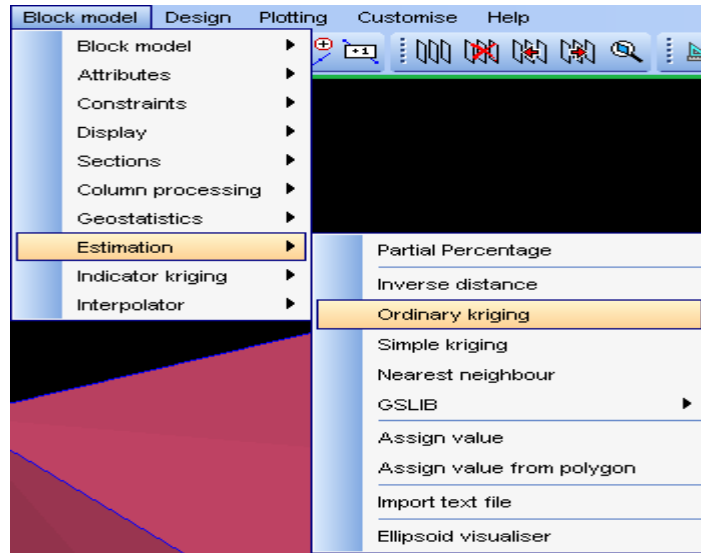 Block model Design Plotting Customise Help
Block model
Attributes
Constraints
Display
Sections
Column processing
Geostatistics
Estimation
Indicator kriging
Interpolator
Partial Percentage
Inverse distance
Ordinary kriging
Simple kriging
Nearest neighbour
GSLIB
Assign value
Assign value from polygon
Import text file
Ellipsoid visualiser